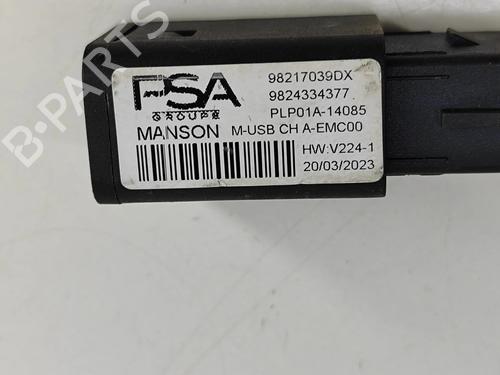 PSA
GROUPE
MANSON
98217039DX
9824334377
PLP01A-14085
M-USB CH A-EMC00
HW:V224-1
20/03/2023
B-PARTS